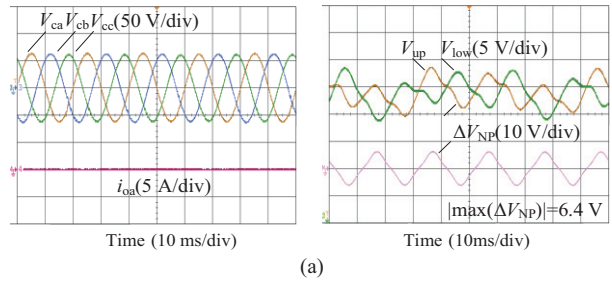 V_ca V_cb V_cc(50 V/div)
i_oa(5 A/div)
Time (10 ms/div)
V_up V_low(5 V/div)
ΔV_NP(10 V/div)
|max(ΔV_NP)|=6.4 V
Time (10ms/div)
(a)